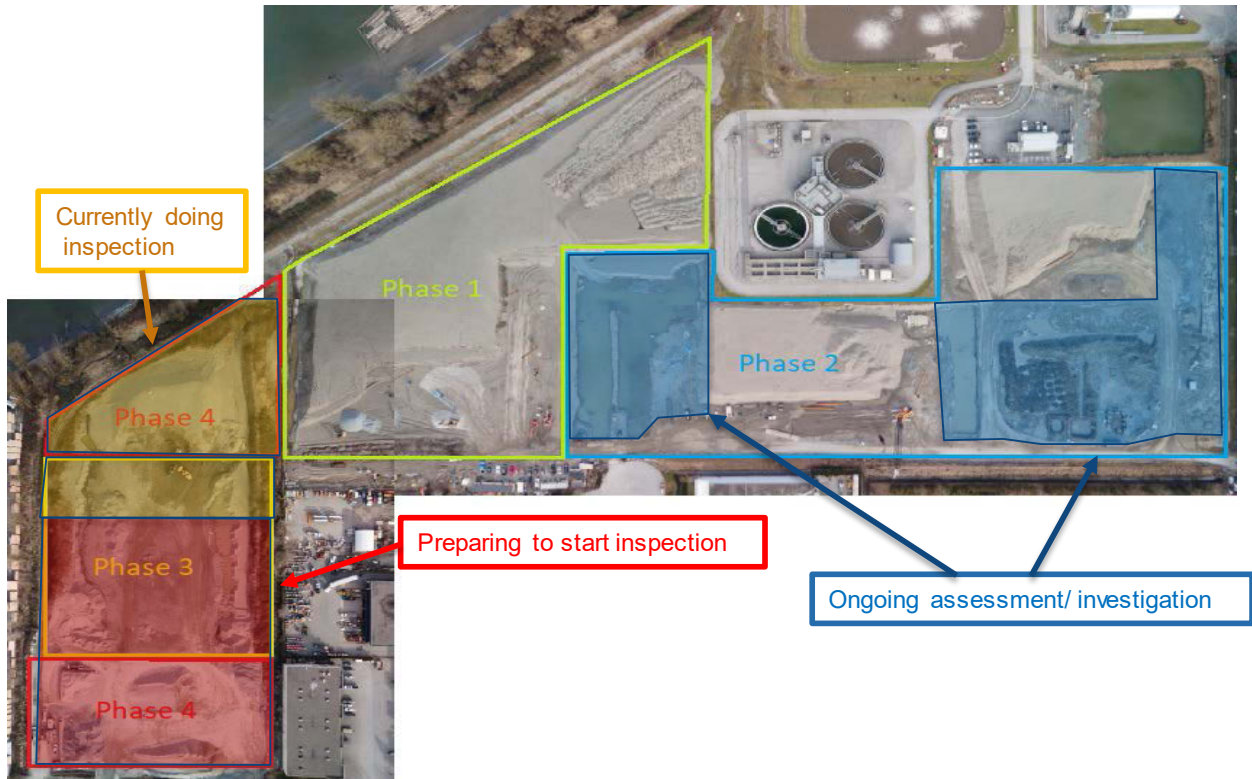 Currently doing
inspection
Phase 1
Phase 2
Phase 4
Preparing to start inspection
Phase 3
Ongoing assessment/ investigation
Phase 4